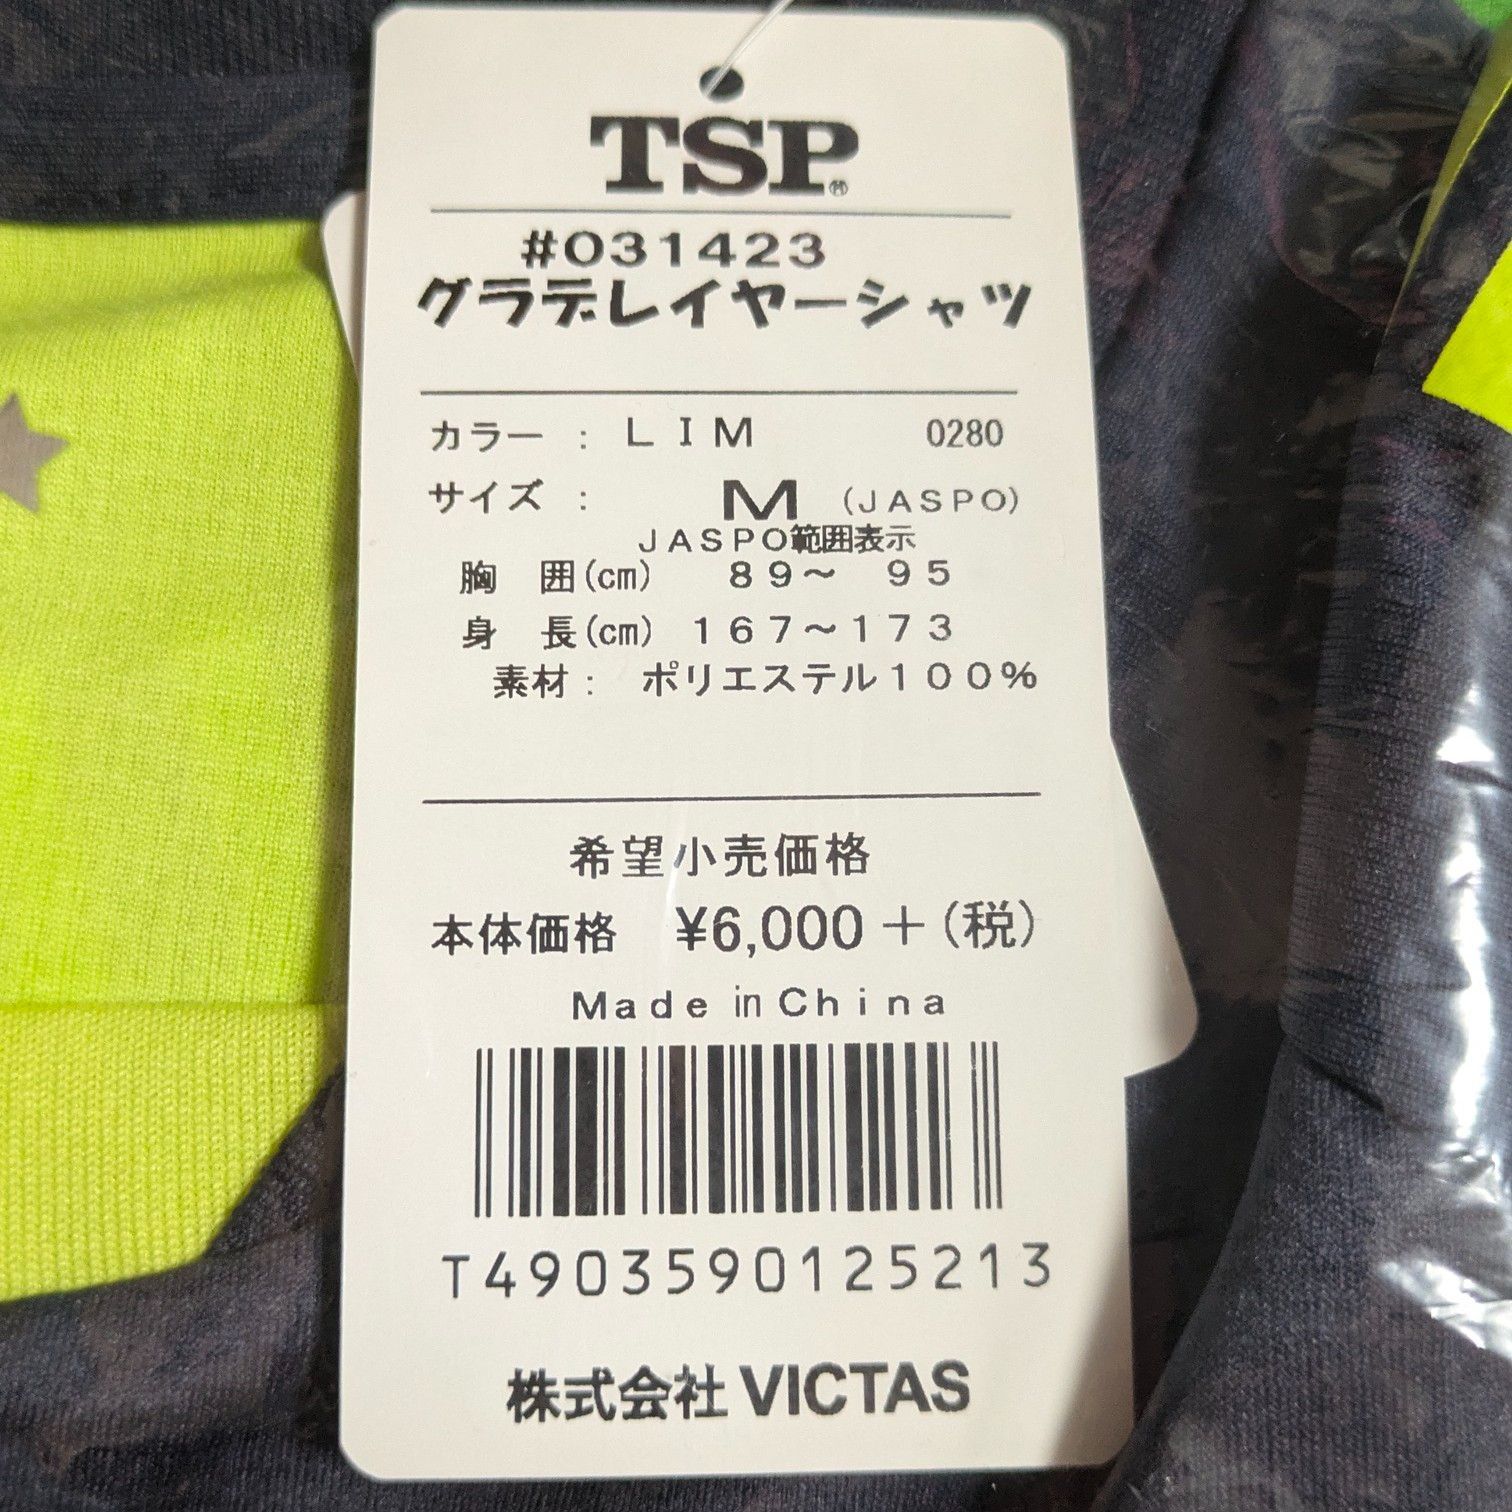 TSP®
#031423
グラデレイヤーシャツ
カラー : LIM 0280
サイズ : M (JASPO)
JASPO範囲表示
胸 囲(cm) 89〜 95
身 長(cm) 167〜173
素材: ポリエステル100%
希望小売価格
本体価格 ¥6,000+(税)
Made in China
T4903590125213
株式会社 VICTAS